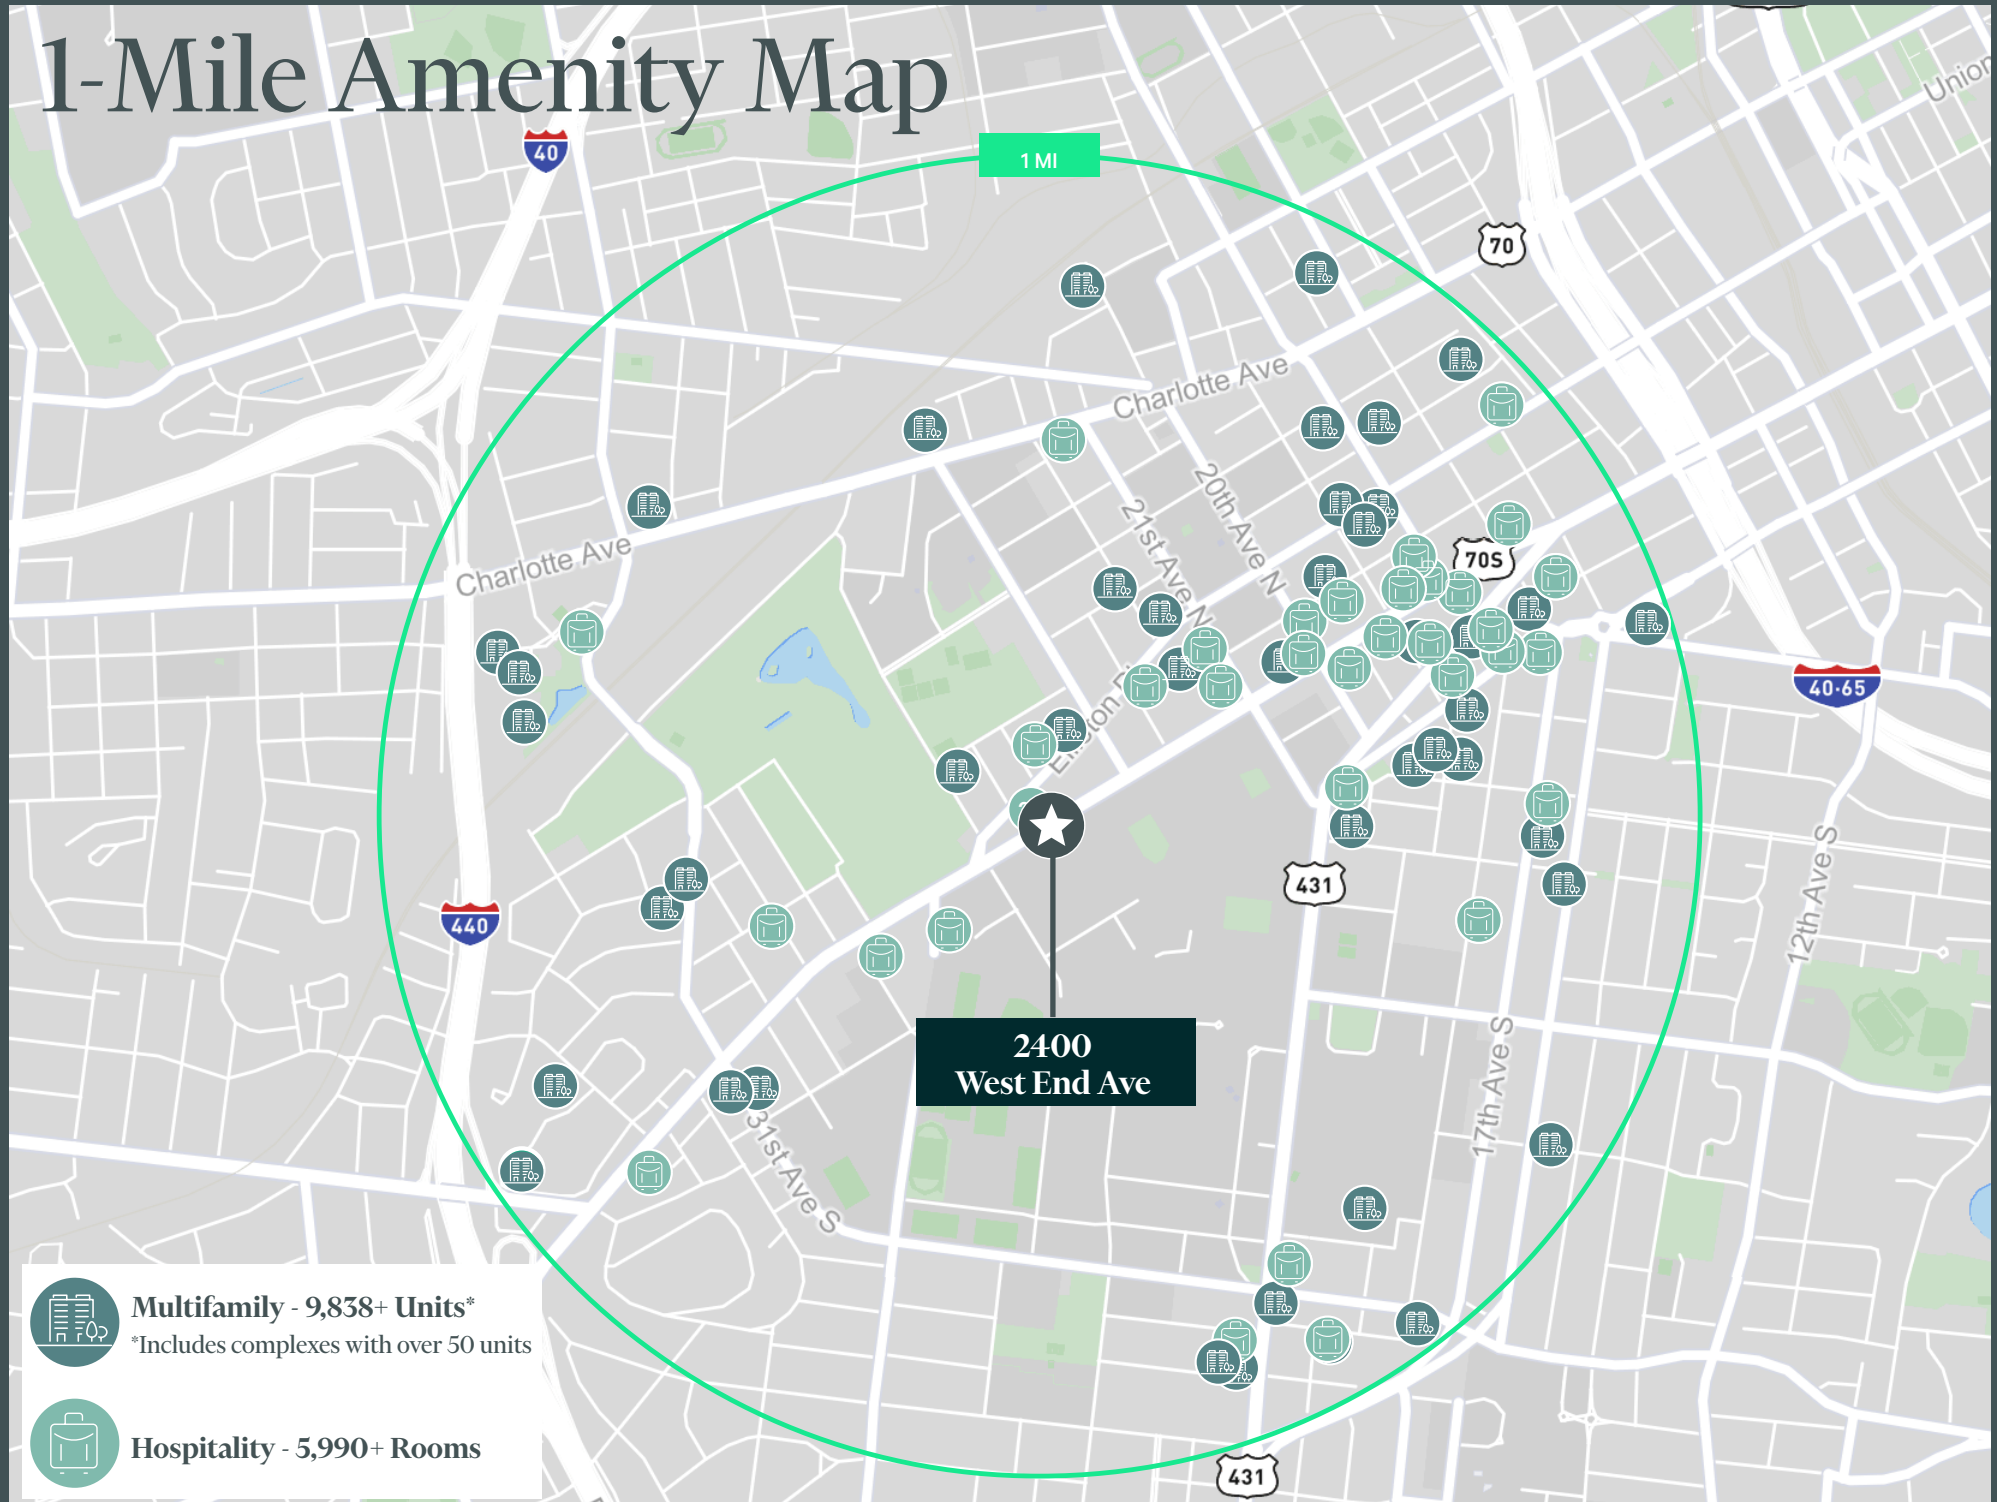 1-Mile Amenity Map
Union
40
1 MI
70
Charlotte Ave
20th Ave N
21st Ave N
70S
Charlotte Ave
40·65
431
12th Ave S
440
2400
West End Ave
17th Ave S
31st Ave S
Multifamily - 9,838+ Units*
*Includes complexes with over 50 units
Hospitality - 5,990+ Rooms
431